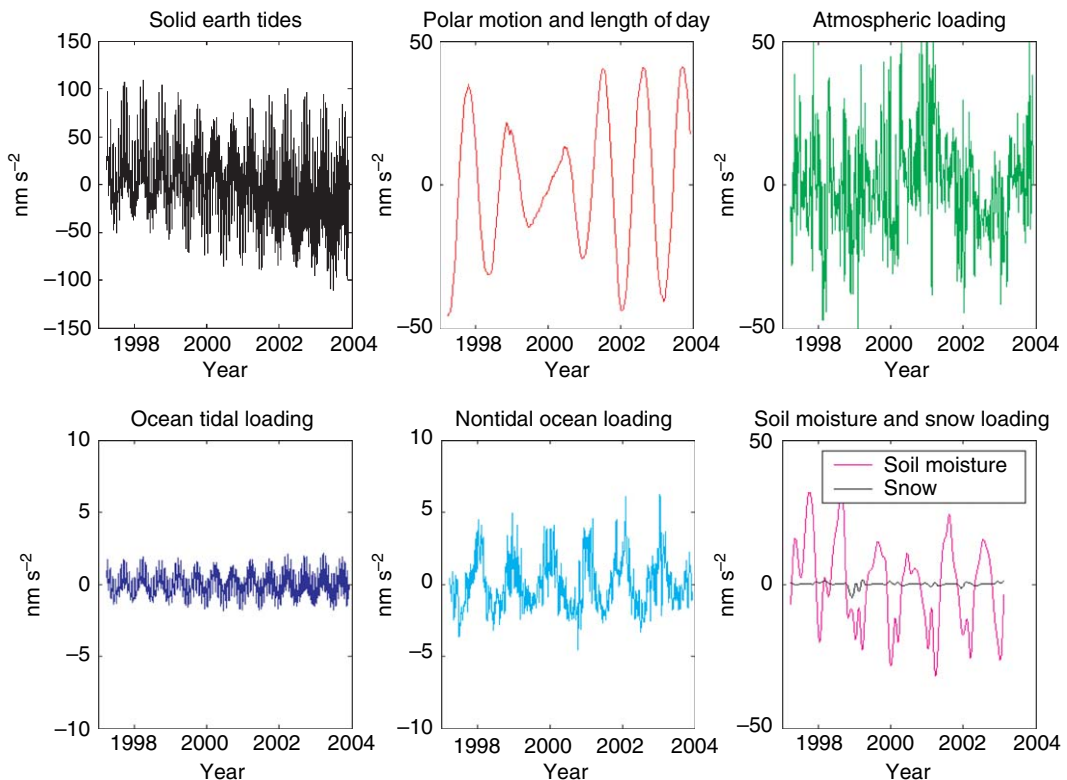 Solid earth tides
150
100
50
0
−50
−100
−150
nm s−2
1998 2000 2002 2004
Year
Polar motion and length of day
50
0
−50
nm s−2
1998 2000 2002 2004
Year
Atmospheric loading
50
0
−50
nm s−2
1998 2000 2002 2004
Year
Ocean tidal loading
10
5
0
−5
−10
nm s−2
1998 2000 2002 2004
Year
Nontidal ocean loading
10
5
0
−5
−10
nm s−2
1998 2000 2002 2004
Year
Soil moisture and snow loading
50
0
−50
nm s−2
Soil moisture
Snow
1998 2000 2002 2004
Year